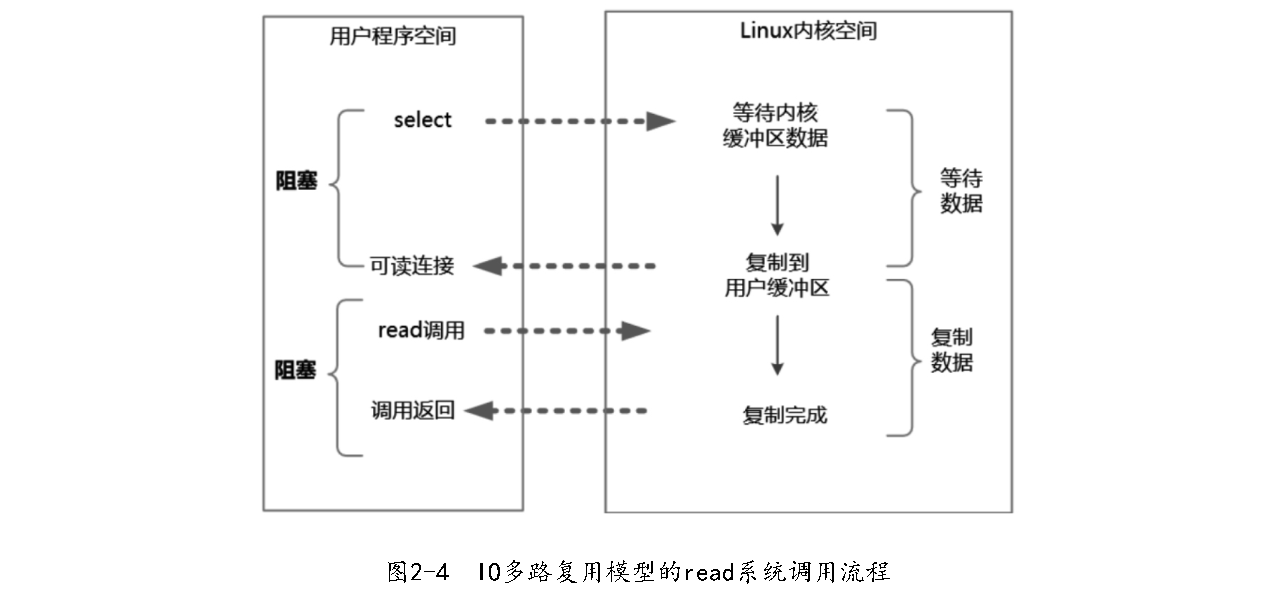 用户程序空间
Linux内核空间
select
等待内核
缓冲区数据
阻塞
等待
数据
可读连接
复制到
用户缓冲区
read调用
阻塞
复制
数据
调用返回
复制完成
图2-4 IO多路复用模型的read系统调用流程